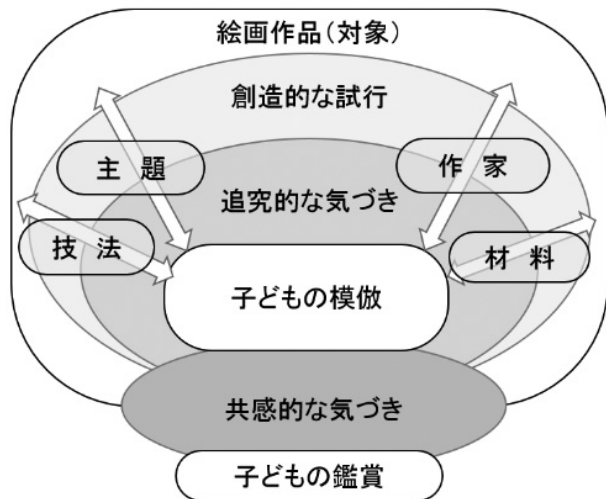 絵画作品(対象)
創造的な試行
主 題
作 家
追究的な気づき
技 法
材 料
子どもの模倣
共感的な気づき
子どもの鑑賞